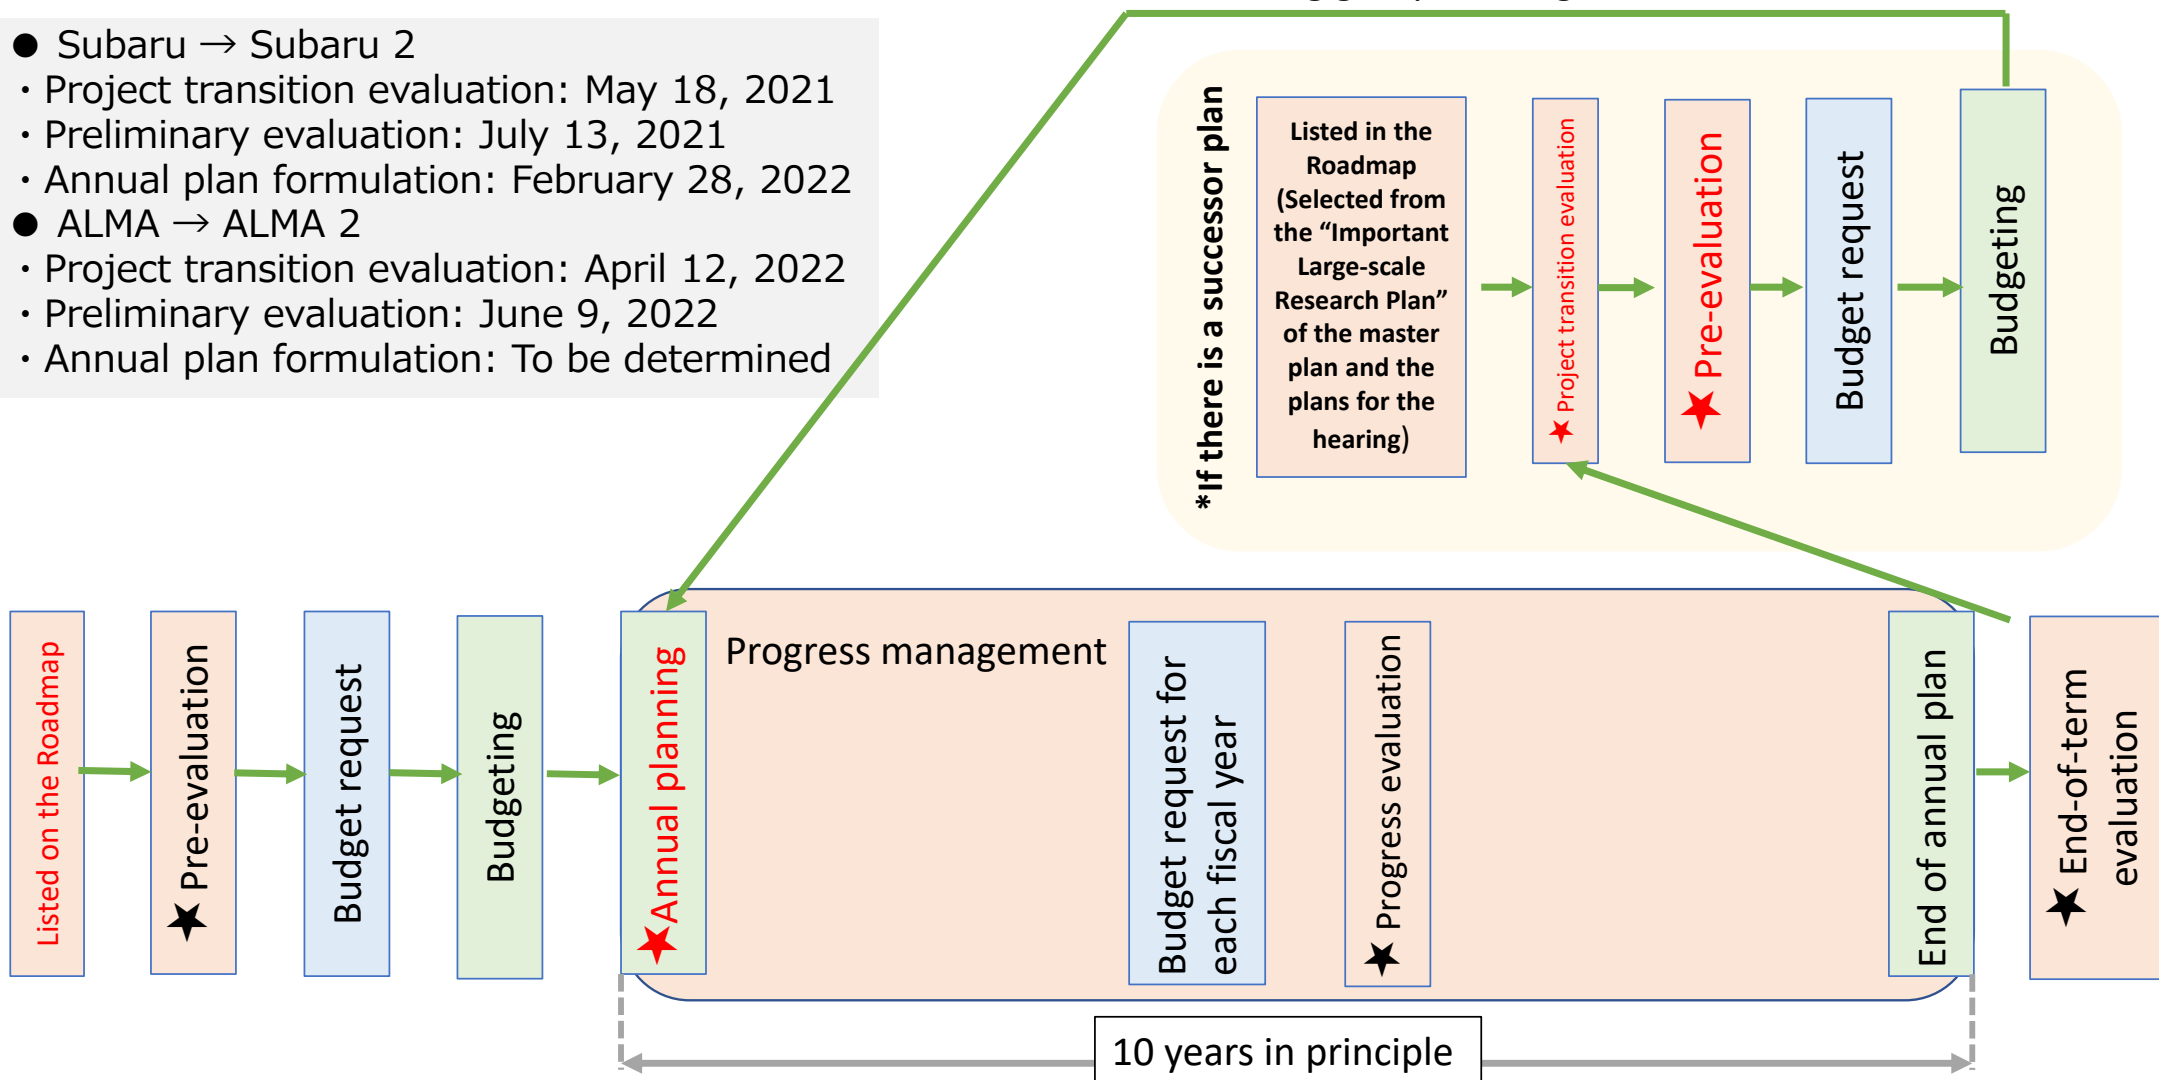 ● Subaru → Subaru 2
・Project transition evaluation: May 18, 2021
・Preliminary evaluation: July 13, 2021
・Annual plan formulation: February 28, 2022
● ALMA → ALMA 2
・Project transition evaluation: April 12, 2022
・Preliminary evaluation: June 9, 2022
・Annual plan formulation: To be determined
*If there is a successor plan
Listed in the
Roadmap
(Selected from
the “Important
Large-scale
Research Plan”
of the master
plan and the
plans for the
hearing)
★Project transition evaluation
★Pre-evaluation
Budget request
Budgeting
Listed on the Roadmap
★Pre-evaluation
Budget request
Budgeting
★Annual planning
Progress management
Budget request for
each fiscal year
★Progress evaluation
End of annual plan
★End-of-term
evaluation
10 years in principle